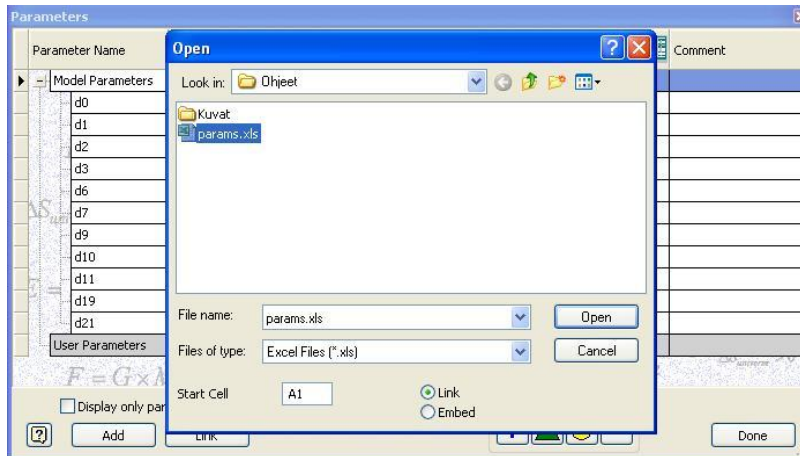 Parameters
Parameter Name
Comment
Model Parameters
d0
d1
d2
d3
d6
d7
d9
d10
d11
d19
d21
User Parameters
Display only par
Add
Link
Done
Open
Look in: Ohjeet
Kuvat
params.xls
File name: params.xls Open
Files of type: Excel Files (*.xls) Cancel
Start Cell A1 Link
Embed
F = G ×